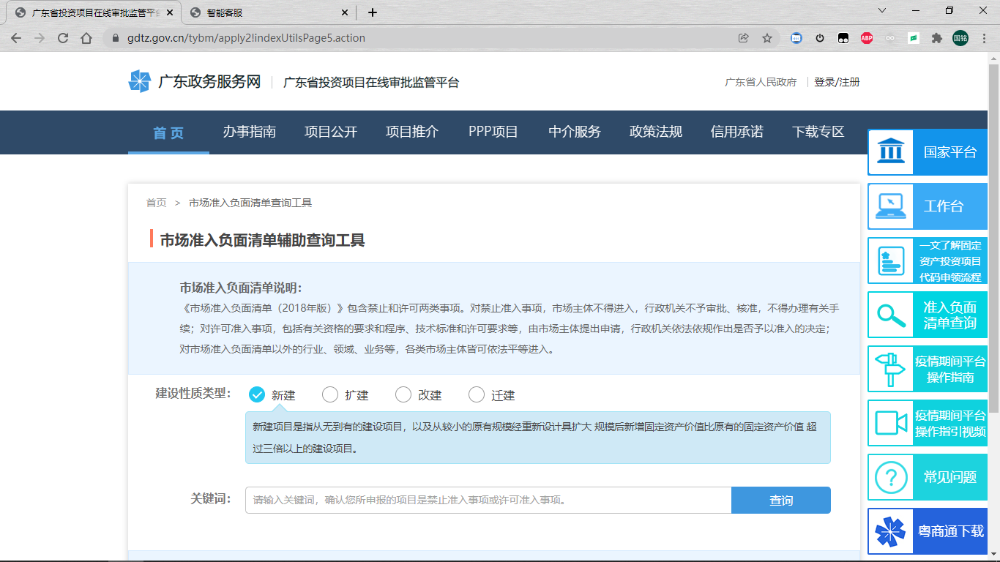 广东省投资项目在线审批监管平台
智能客服
gdtz.gov.cn/tybm/apply2!indexUtilsPage5.action
ABP
国铭
广东政务服务网
广东省投资项目在线审批监管平台
广东省人民政府
登录/注册
首 页
办事指南
项目公开
项目推介
PPP项目
中介服务
政策法规
信用承诺
下载专区
首页 > 市场准入负面清单查询工具
市场准入负面清单辅助查询工具
市场准入负面清单说明：
《市场准入负面清单（2018年版）》包含禁止和许可两类事项。对禁止准入事项，市场主体不得进入，行政机关不予审批、核准，不得办理有关手
续；对许可准入事项，包括有关资格的要求和程序、技术标准和许可要求等，由市场主体提出申请，行政机关依法依规作出是否予以准入的决定；
对市场准入负面清单以外的行业、领域、业务等，各类市场主体皆可依法平等进入。
建设性质类型：
新建
扩建
改建
迁建
新建项目是指从无到有的建设项目，以及从较小的原有规模经重新设计具扩大 规模后新增固定资产价值比原有的固定资产价值 超
过三倍以上的建设项目。
关键词：
请输入关键词，确认您所申报的项目是禁止准入事项或许可准入事项。
查询
国家平台
工作台
一文了解固定
资产投资项目
代码申领流程
准入负面
清单查询
疫情期间平台
操作指南
疫情期间平台
操作指引视频
常见问题
粤商通下载